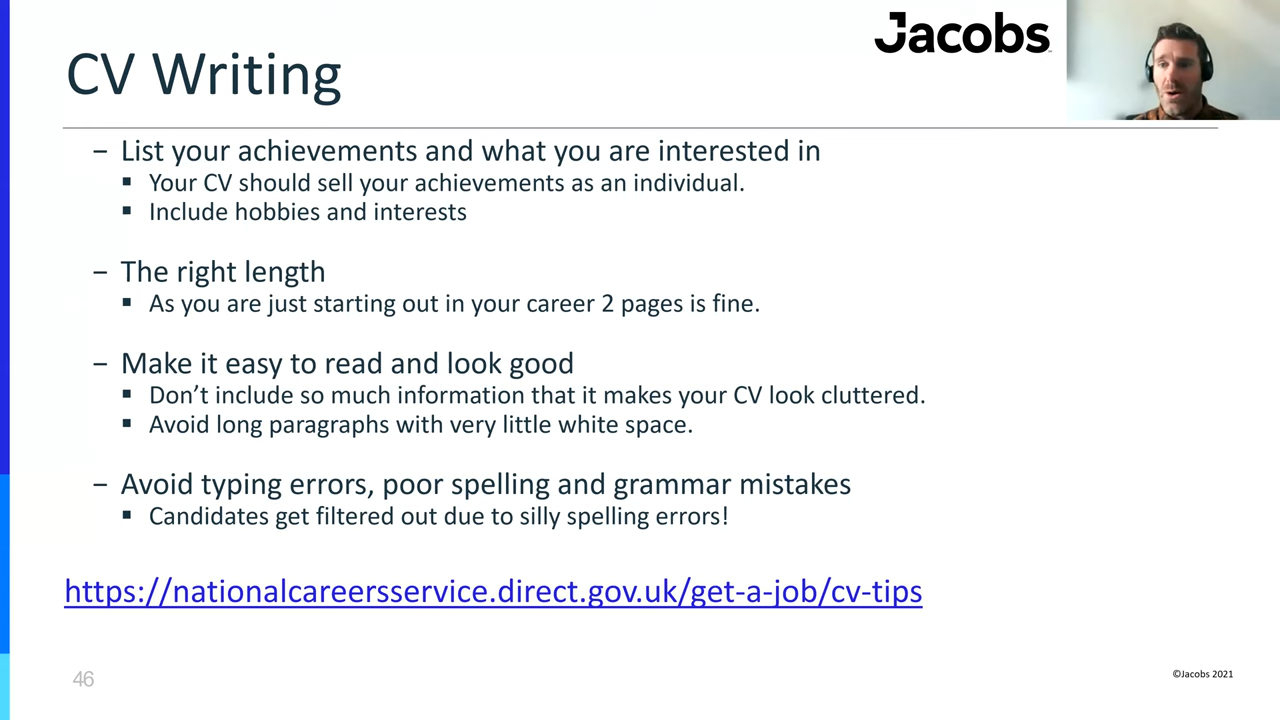 Jacobs
CV Writing
– List your achievements and what you are interested in
▪ Your CV should sell your achievements as an individual.
▪ Include hobbies and interests
– The right length
▪ As you are just starting out in your career 2 pages is fine.
– Make it easy to read and look good
▪ Don’t include so much information that it makes your CV look cluttered.
▪ Avoid long paragraphs with very little white space.
– Avoid typing errors, poor spelling and grammar mistakes
▪ Candidates get filtered out due to silly spelling errors!
https://nationalcareersservice.direct.gov.uk/get-a-job/cv-tips
46
©Jacobs 2021